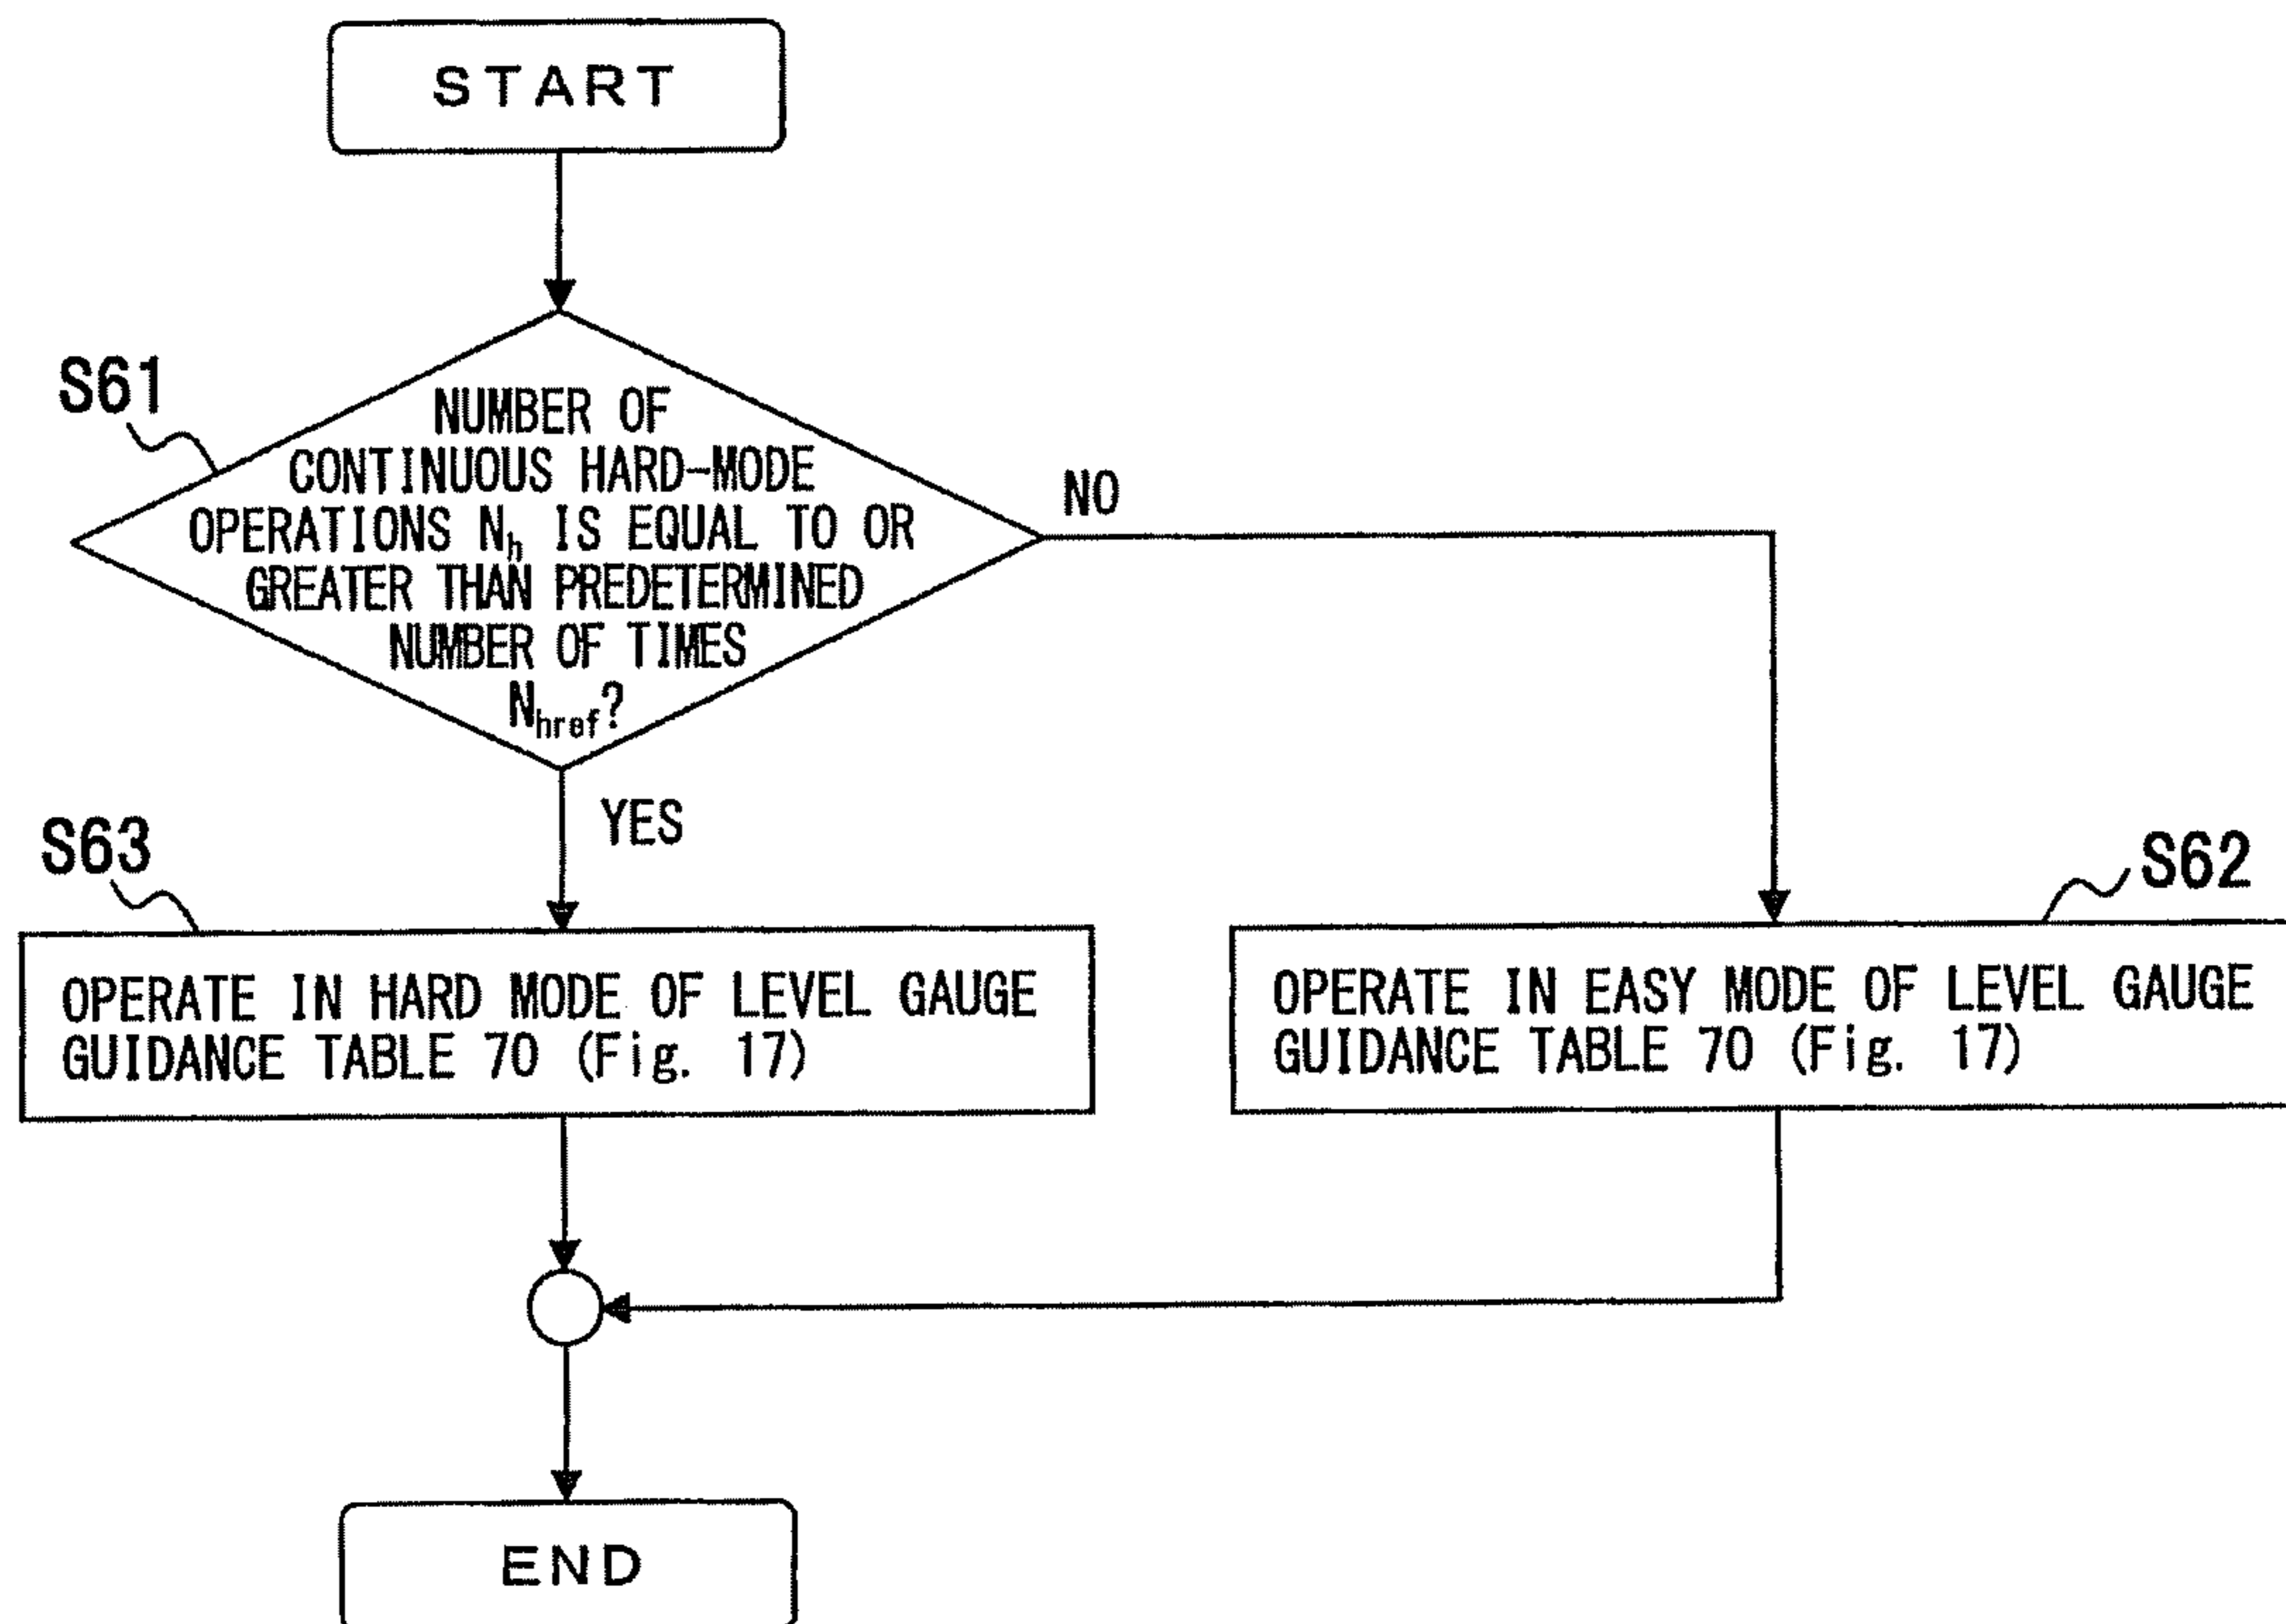 START
S61
NUMBER OF
CONTINUOUS HARD-MODE
OPERATIONS Nh IS EQUAL TO OR
GREATER THAN PREDETERMINED
NUMBER OF TIMES
Nhref?
NO
YES
S63
OPERATE IN HARD MODE OF LEVEL GAUGE
GUIDANCE TABLE 70 (Fig. 17)
S62
OPERATE IN EASY MODE OF LEVEL GAUGE
GUIDANCE TABLE 70 (Fig. 17)
END